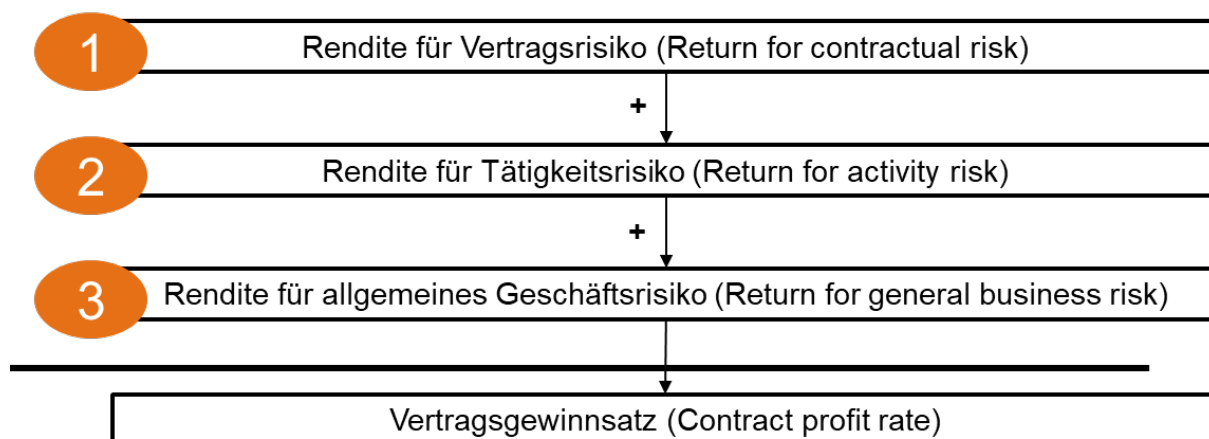 1
Rendite für Vertragsrisiko (Return for contractual risk)
+
2
Rendite für Tätigkeitsrisiko (Return for activity risk)
+
3
Rendite für allgemeines Geschäftsrisiko (Return for general business risk)
Vertragsgewinnsatz (Contract profit rate)